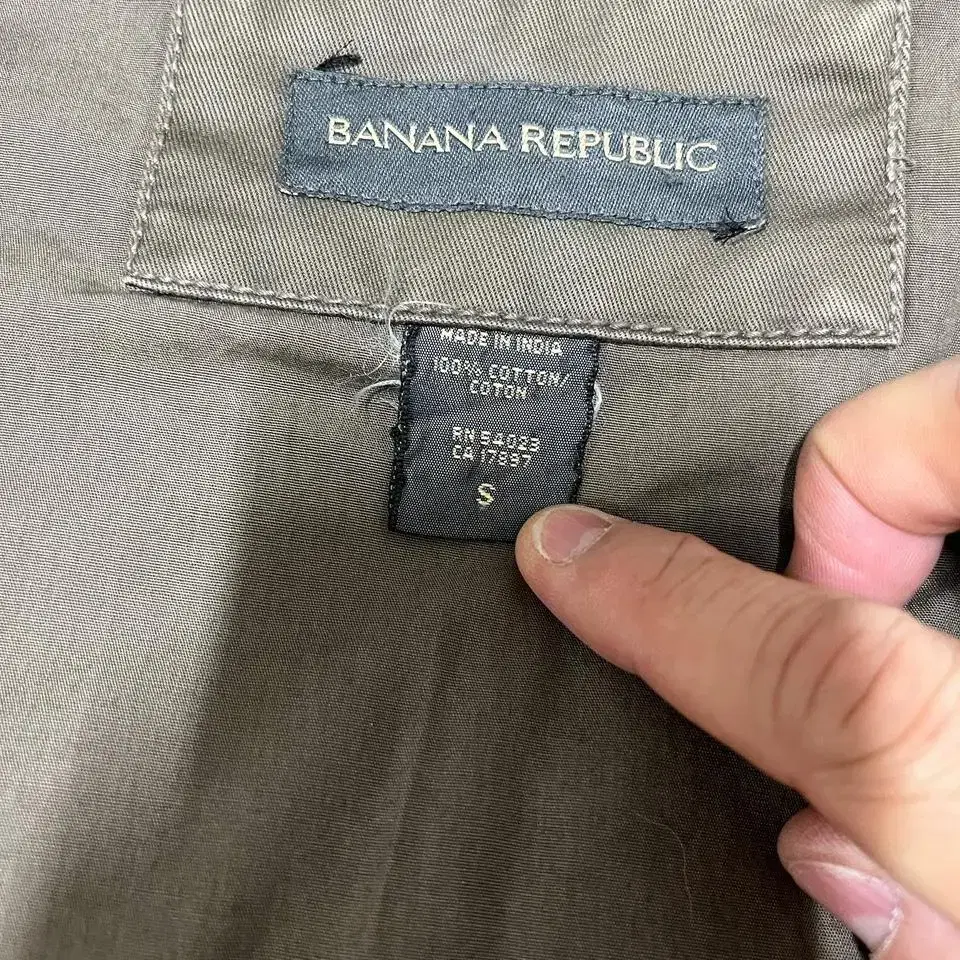 BANANA REPUBLIC
MADE IN INDIA
100% COTTON/
COTON
RN 54023
CA 17897
S